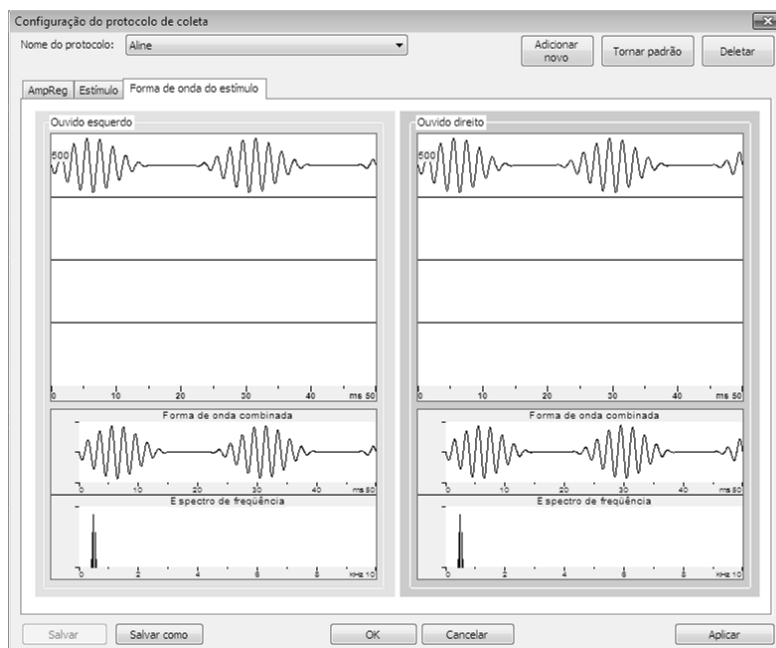 Configuração do protocolo de coleta
Nome do protocolo: Aline
Adicionar novo
Tornar padrão
Deletar
AmpReg Estímulo Forma de onda do estímulo
Ouvido esquerdo
500
0 10 20 30 40 ms 50
Forma de onda combinada
0 10 20 30 40 ms 50
Espectro de freqüência
0 2 4 6 8 KHz 10
Ouvido direito
500
0 10 20 30 40 ms 50
Forma de onda combinada
0 10 20 30 40 ms 50
Espectro de freqüência
0 2 4 6 8 KHz 10
Salvar Salvar como OK Cancelar Aplicar